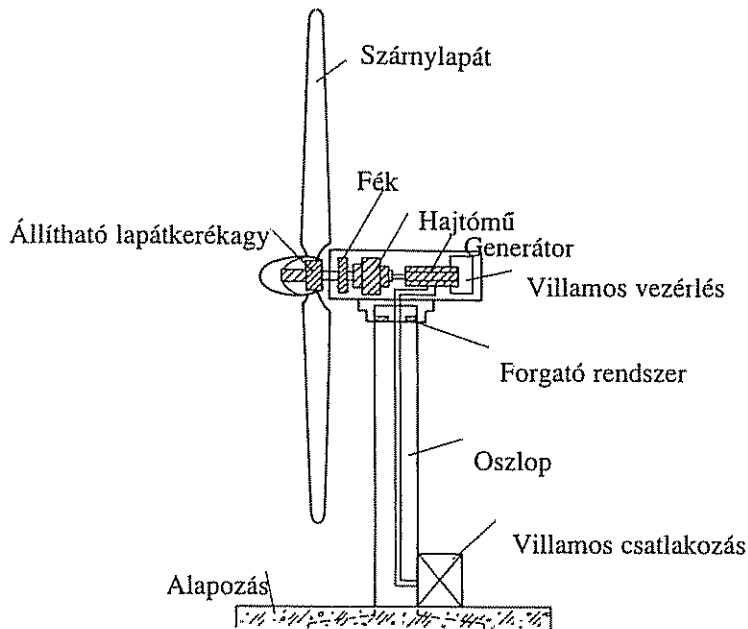 Szárnylapát
Fék
Hajtómű
Állítható lapátkerékagy
Generátor
Villamos vezérlés
Forgató rendszer
Oszlop
Villamos csatlakozás
Alapozás